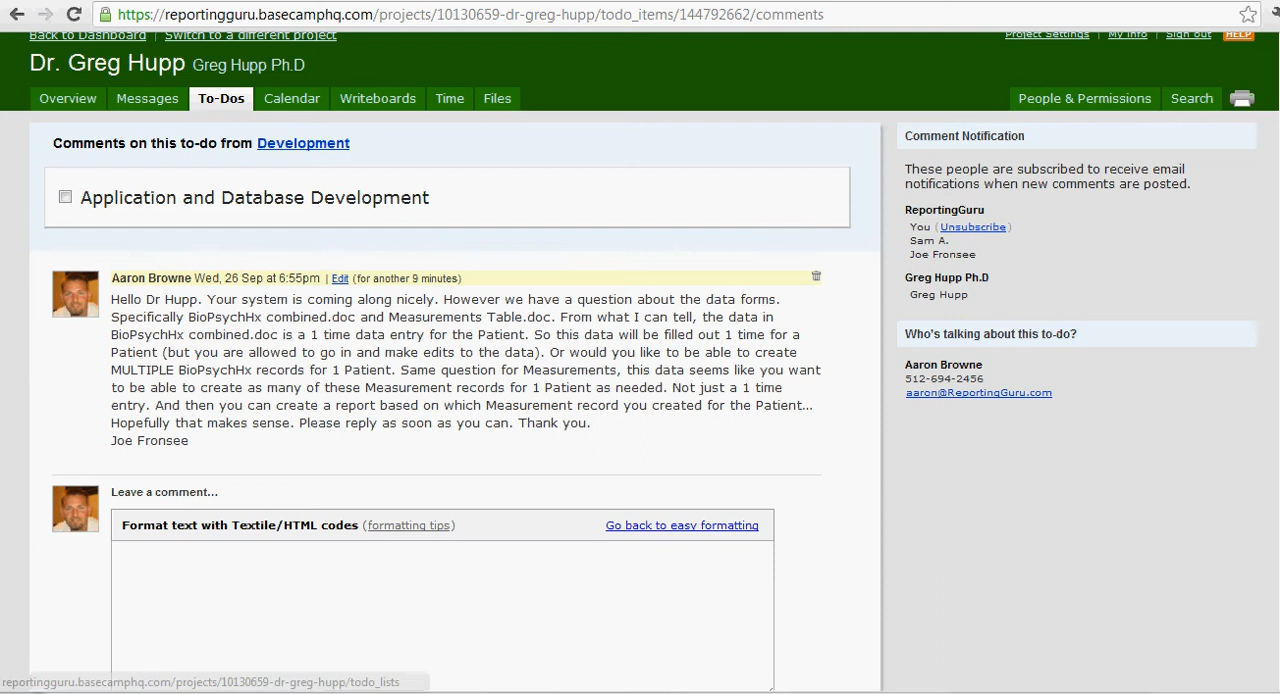 https://reportingguru.basecamphq.com/projects/10130659-dr-greg-hupp/todo_items/144792662/comments
Back to Dashboard | Switch to a different project
Project Settings | My info | Sign out HELP
Dr. Greg Hupp Greg Hupp Ph.D
Overview Messages To-Dos Calendar Writeboards Time Files People & Permissions Search
Comments on this to-do from Development
Application and Database Development
Aaron Browne Wed, 26 Sep at 6:55pm | Edit (for another 9 minutes)
Hello Dr Hupp. Your system is coming along nicely. However we have a question about the data forms.
Specifically BioPsychHx combined.doc and Measurements Table.doc. From what I can tell, the data in
BioPsychHx combined.doc is a 1 time data entry for the Patient. So this data will be filled out 1 time for a
Patient (but you are allowed to go in and make edits to the data). Or would you like to be able to create
MULTIPLE BioPsychHx records for 1 Patient. Same question for Measurements, this data seems like you want
to be able to create as many of these Measurement records for 1 Patient as needed. Not just a 1 time
entry. And then you can create a report based on which Measurement record you created for the Patient...
Hopefully that makes sense. Please reply as soon as you can. Thank you.
Joe Fronsee
Leave a comment...
Format text with Textile/HTML codes (formatting tips) Go back to easy formatting
Comment Notification
These people are subscribed to receive email
notifications when new comments are posted.
ReportingGuru
You (Unsubscribe)
Sam A.
Joe Fronsee
Greg Hupp Ph.D
Greg Hupp
Who's talking about this to-do?
Aaron Browne
512-694-2456
aaron@ReportingGuru.com
reportingguru.basecamphq.com/projects/10130659-dr-greg-hupp/todo_lists